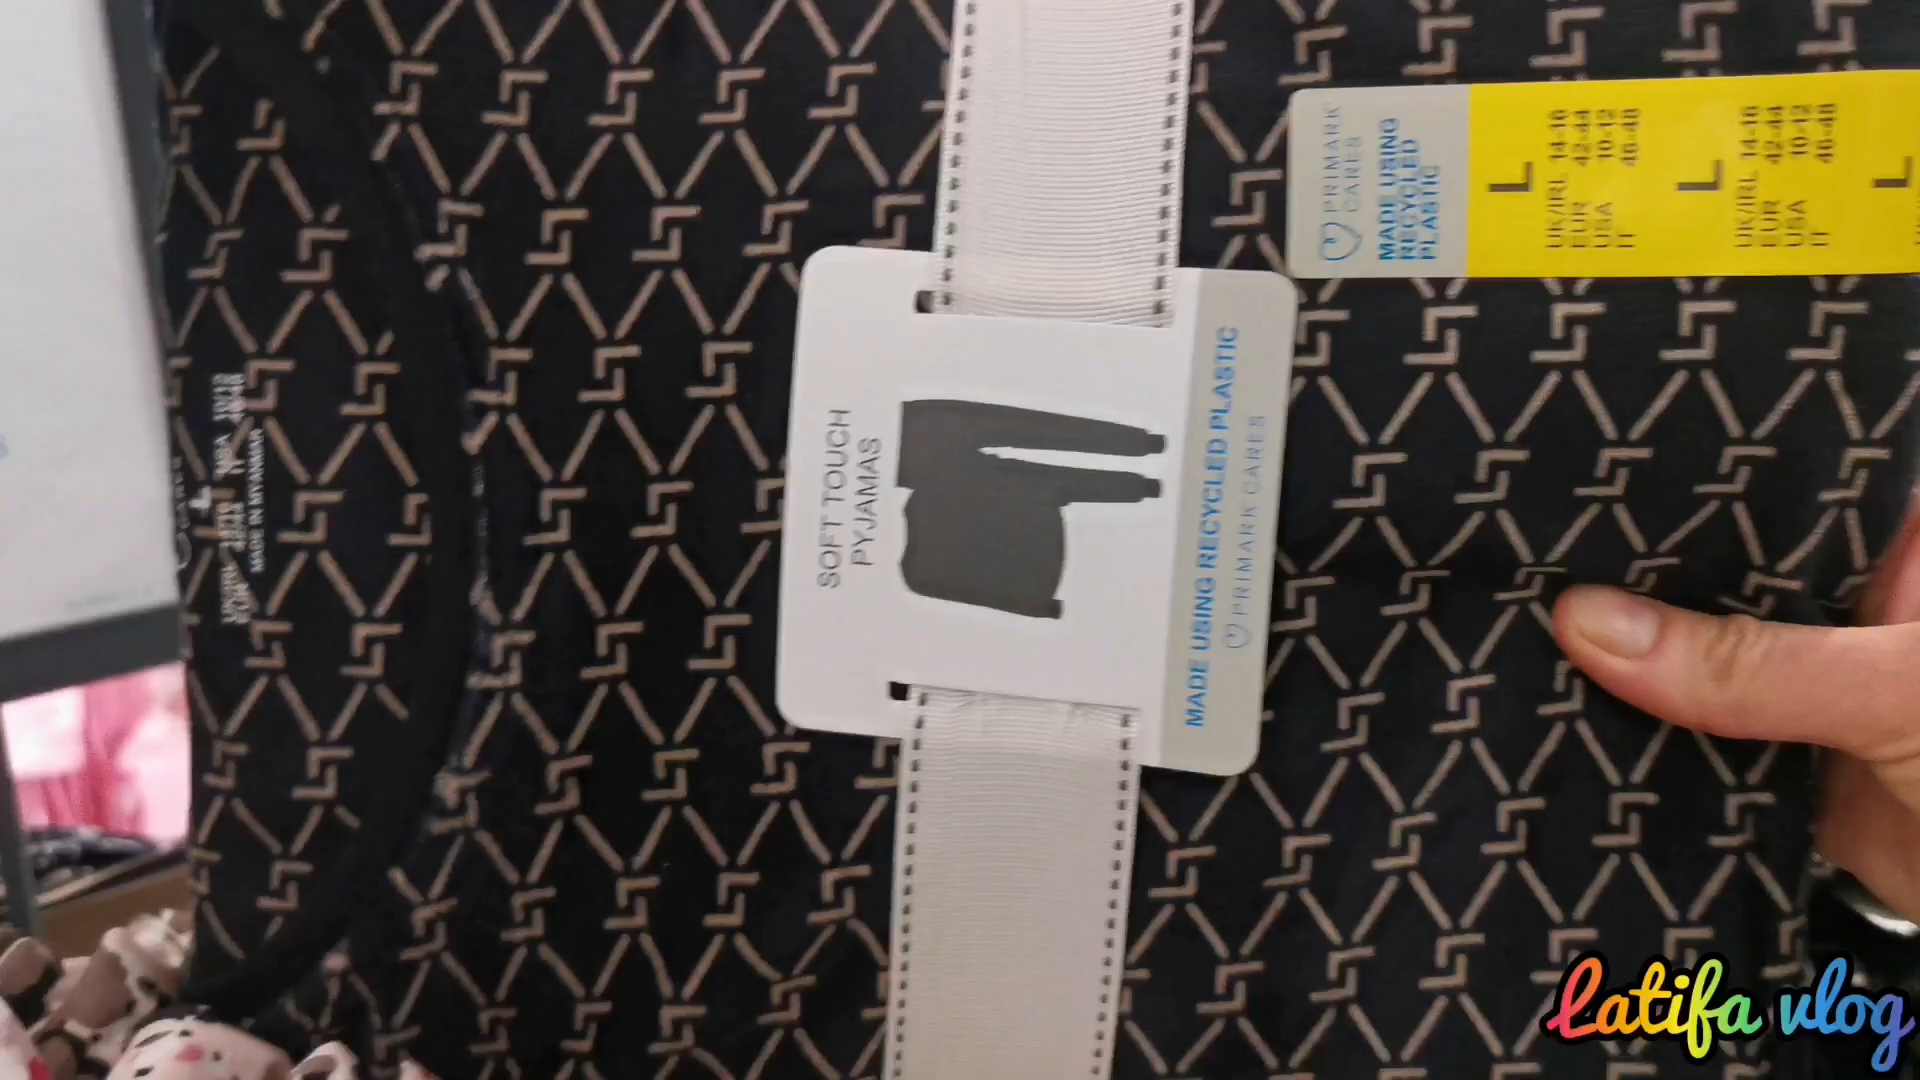 SOFT TOUCH
PYJAMAS
MADE USING RECYCLED PLASTIC
PRIMARK CARES
PRIMARK
CARES
MADE USING
RECYCLED
PLASTIC
L
UK/IRL 14-16
EUR 42-44
USA 10-12
IT 46-48
L
UK/IRL 14-16
EUR 42-44
USA 10-12
IT 46-48
L
L
MADE IN MYANMAR
Latifa vlog